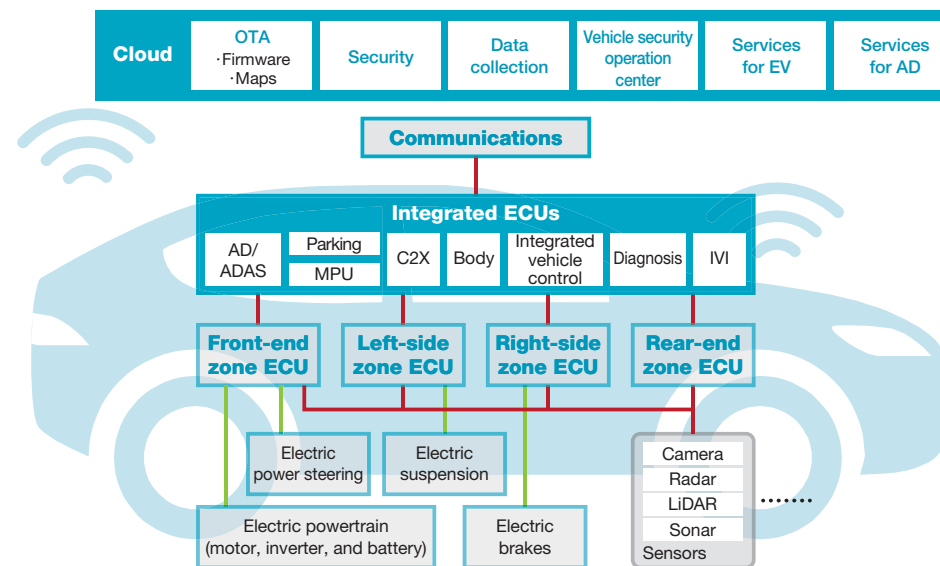 Cloud
OTA
·Firmware
·Maps
Security
Data
collection
Vehicle security
operation
center
Services
for EV
Services
for AD
Communications
Integrated ECUs
AD/
ADAS
Parking
MPU
C2X
Body
Integrated
vehicle
control
Diagnosis
IVI
Front-end
zone ECU
Left-side
zone ECU
Right-side
zone ECU
Rear-end
zone ECU
Electric
power steering
Electric
suspension
Electric powertrain
(motor, inverter, and battery)
Electric
brakes
Camera
Radar
LiDAR
Sonar
Sensors